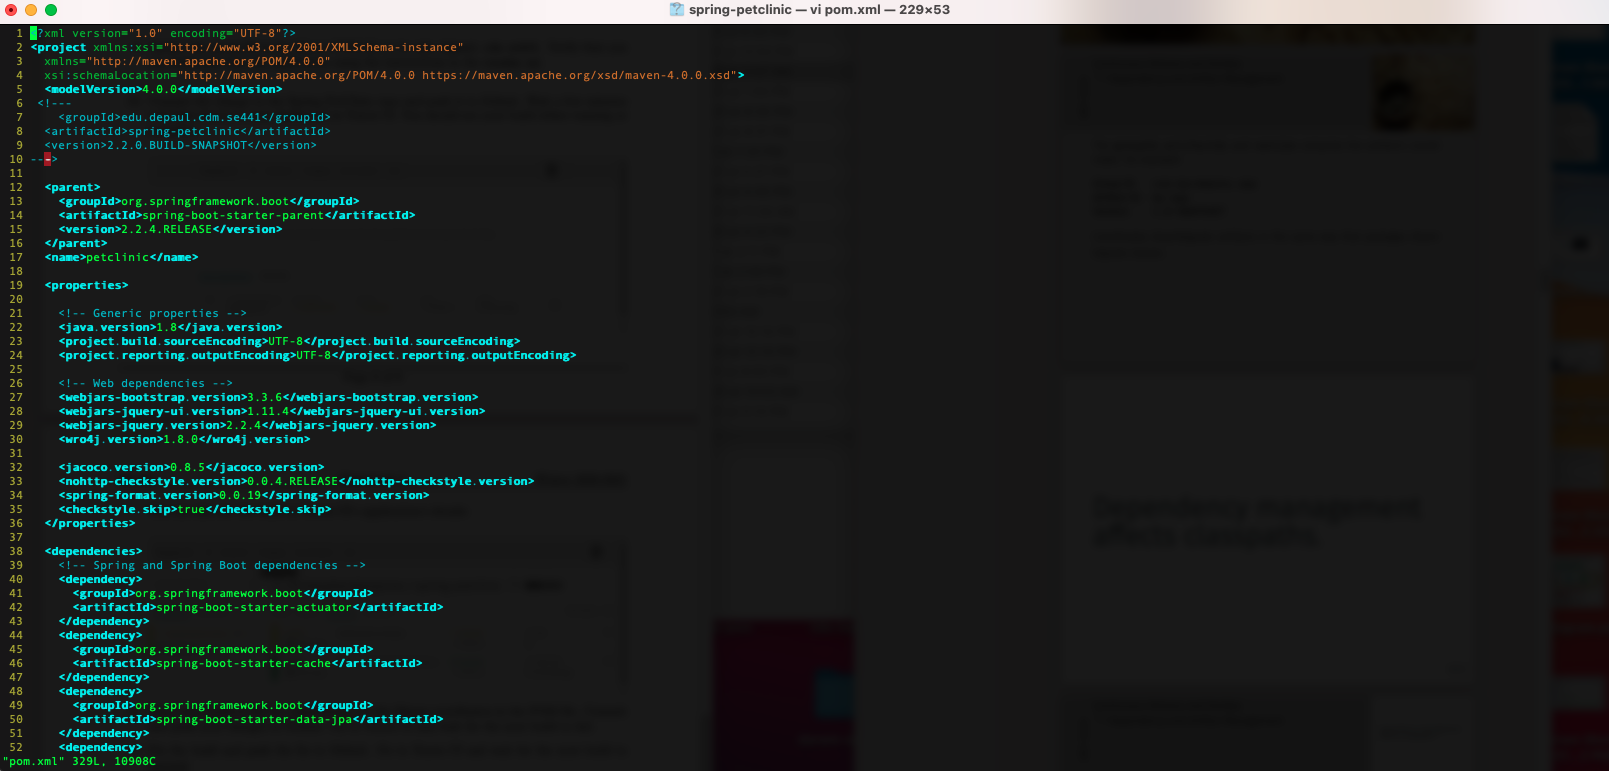 spring-petclinic — vi pom.xml — 229×53
1 <?xml version="1.0" encoding="UTF-8"?>
2 <project xmlns:xsi="http://www.w3.org/2001/XMLSchema-instance"
3 xmlns="http://maven.apache.org/POM/4.0.0"
4 xsi:schemaLocation="http://maven.apache.org/POM/4.0.0 https://maven.apache.org/xsd/maven-4.0.0.xsd">
5 <modelVersion>4.0.0</modelVersion>
6 <!---
7 <groupId>edu.depaul.cdm.se441</groupId>
8 <artifactId>spring-petclinic</artifactId>
9 <version>2.2.0.BUILD-SNAPSHOT</version>
10 --->
11
12 <parent>
13 <groupId>org.springframework.boot</groupId>
14 <artifactId>spring-boot-starter-parent</artifactId>
15 <version>2.2.4.RELEASE</version>
16 </parent>
17 <name>petclinic</name>
18
19 <properties>
20
21 <!-- Generic properties -->
22 <java.version>1.8</java.version>
23 <project.build.sourceEncoding>UTF-8</project.build.sourceEncoding>
24 <project.reporting.outputEncoding>UTF-8</project.reporting.outputEncoding>
25
26 <!-- Web dependencies -->
27 <webjars-bootstrap.version>3.3.6</webjars-bootstrap.version>
28 <webjars-jquery-ui.version>1.11.4</webjars-jquery-ui.version>
29 <webjars-jquery.version>2.2.4</webjars-jquery.version>
30 <wro4j.version>1.8.0</wro4j.version>
31
32 <jacoco.version>0.8.5</jacoco.version>
33 <nohttp-checkstyle.version>0.0.4.RELEASE</nohttp-checkstyle.version>
34 <spring-format.version>0.0.19</spring-format.version>
35 <checkstyle.skip>true</checkstyle.skip>
36 </properties>
37
38 <dependencies>
39 <!-- Spring and Spring Boot dependencies -->
40 <dependency>
41 <groupId>org.springframework.boot</groupId>
42 <artifactId>spring-boot-starter-actuator</artifactId>
43 </dependency>
44 <dependency>
45 <groupId>org.springframework.boot</groupId>
46 <artifactId>spring-boot-starter-cache</artifactId>
47 </dependency>
48 <dependency>
49 <groupId>org.springframework.boot</groupId>
50 <artifactId>spring-boot-starter-data-jpa</artifactId>
51 </dependency>
52 <dependency>
"pom.xml" 329L, 10908C
Dependency management
affects classpaths.